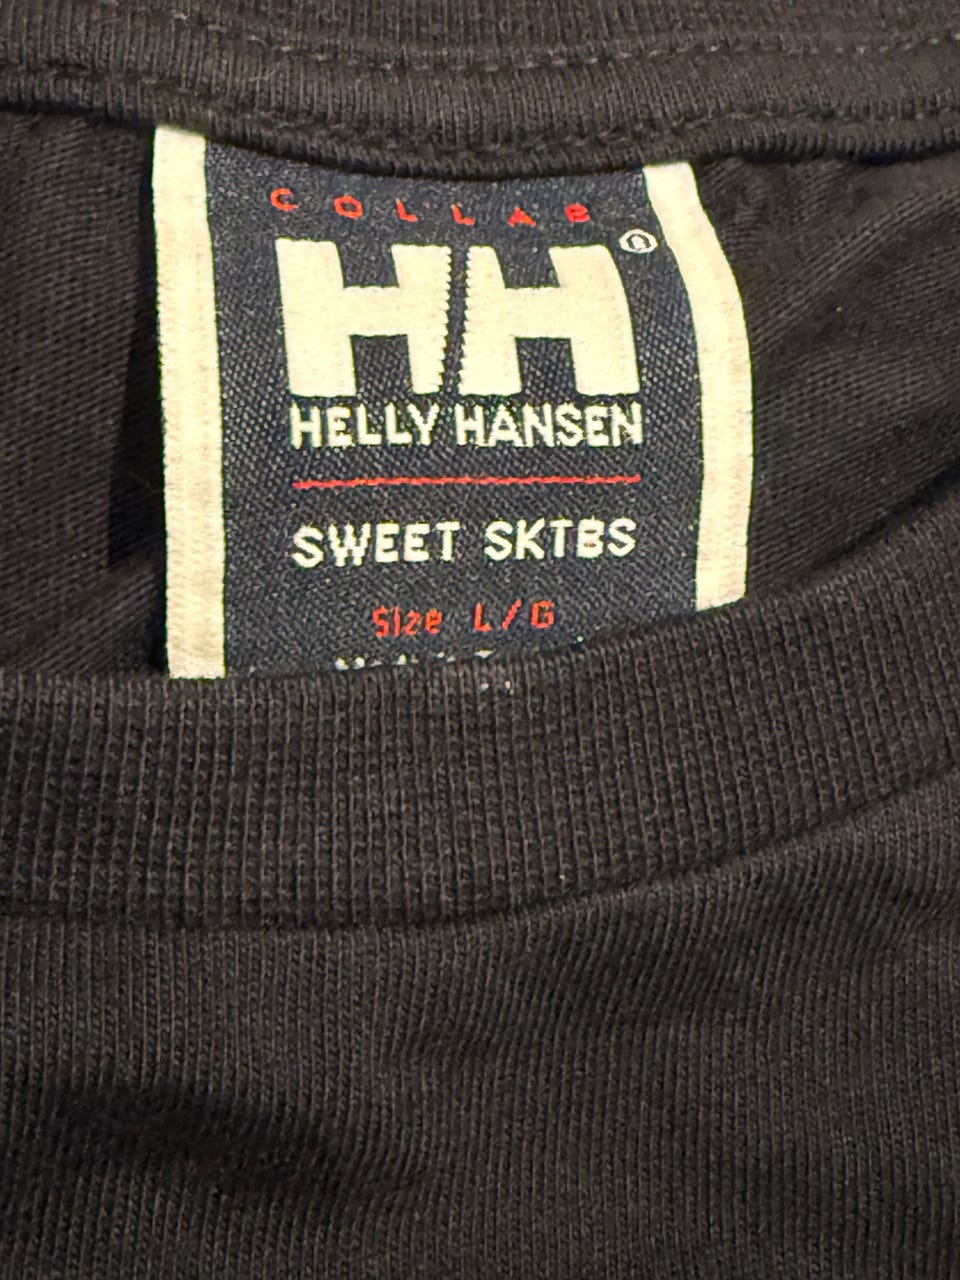 COLLAB
HH®
HELLY HANSEN
SWEET SKTBS
Size L/G